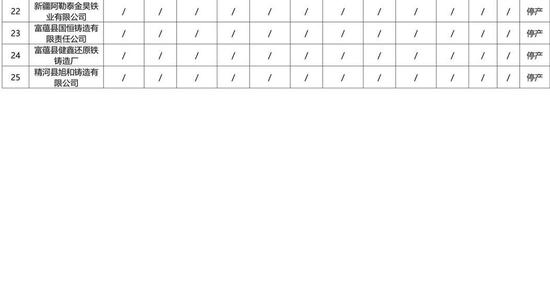 22 新疆阿勒泰金昊铁业有限公司 / / / / / / / / / / / / 停产
23 富蕴县国恒铸造有限责任公司 / / / / / / / / / / / / 停产
24 富蕴县健鑫还原铁铸造厂 / / / / / / / / / / / / 停产
25 精河县旭和铸造有限公司 / / / / / / / / / / / / 停产